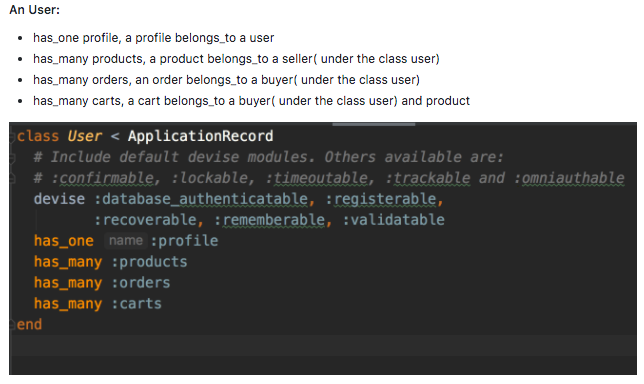 An User:
• has_one profile, a profile belongs_to a user
• has_many products, a product belongs_to a seller( under the class user)
• has_many orders, an order belongs_to a buyer( under the class user)
• has_many carts, a cart belongs_to a buyer( under the class user) and product
class User < ApplicationRecord
# Include default devise modules. Others available are:
# :confirmable, :lockable, :timeoutable, :trackable and :omniauthable
devise :database_authenticatable, :registerable,
:recoverable, :rememberable, :validatable
has_one name :profile
has_many :products
has_many :orders
has_many :carts
end